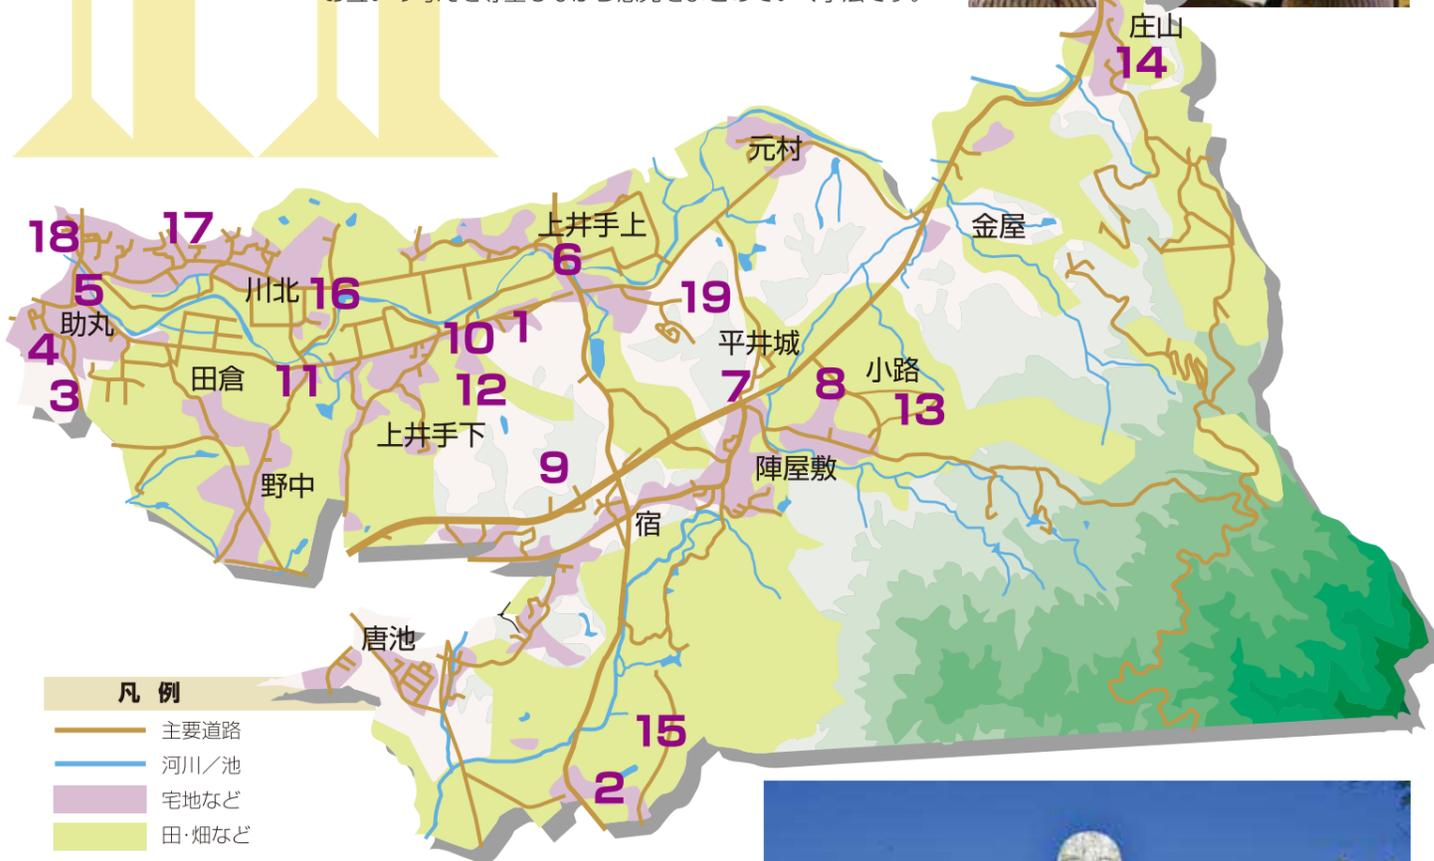 庄山
14
元村
上井手上
金屋
18
17
6
5
川北
16
19
助丸
10
1
平井城
4
田倉
11
12
7
8
小路
3
13
上井手下
9
陣屋敷
野中
宿
唐池
15
2
凡 例
主要道路
河川／池
宅地など
田・畑など